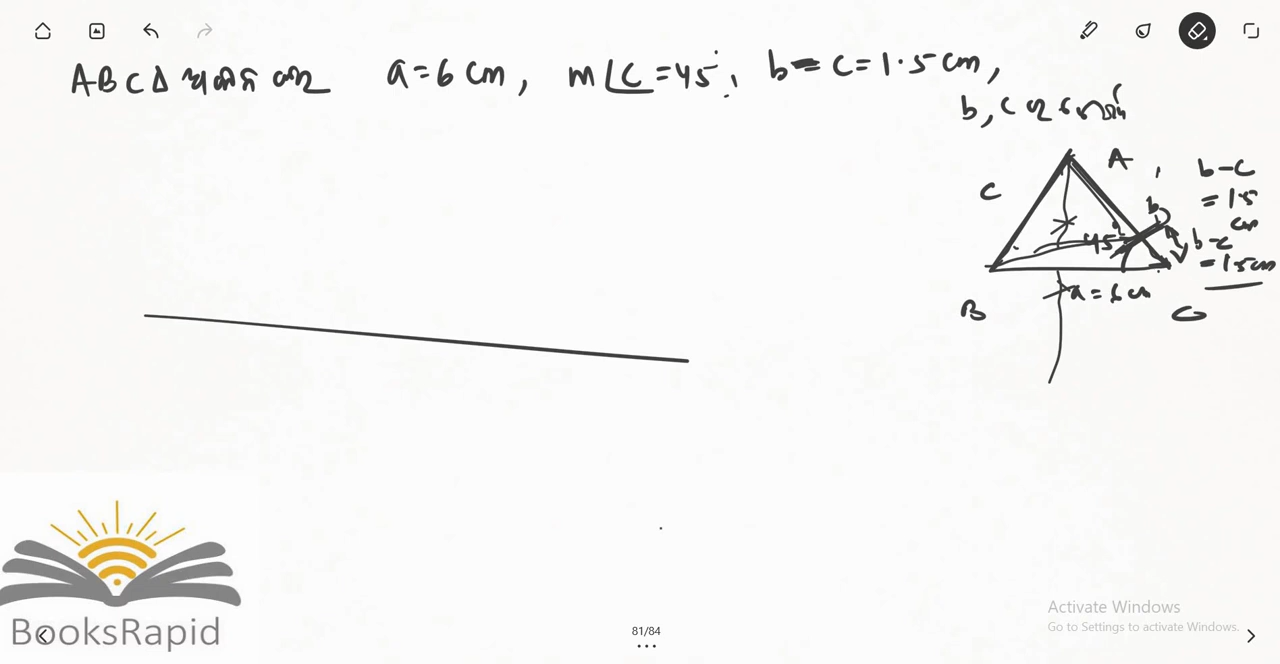 ABC Δ a = 6 cm, m∠C = 45°, b - c = 1.5 cm,
b, c
A, b - c
C
= 1.5
b
cm
45
b - c
= 1.5 cm
a = 6 cm
B C
BooksRapid
81/84
Activate Windows
Go to Settings to activate Windows.